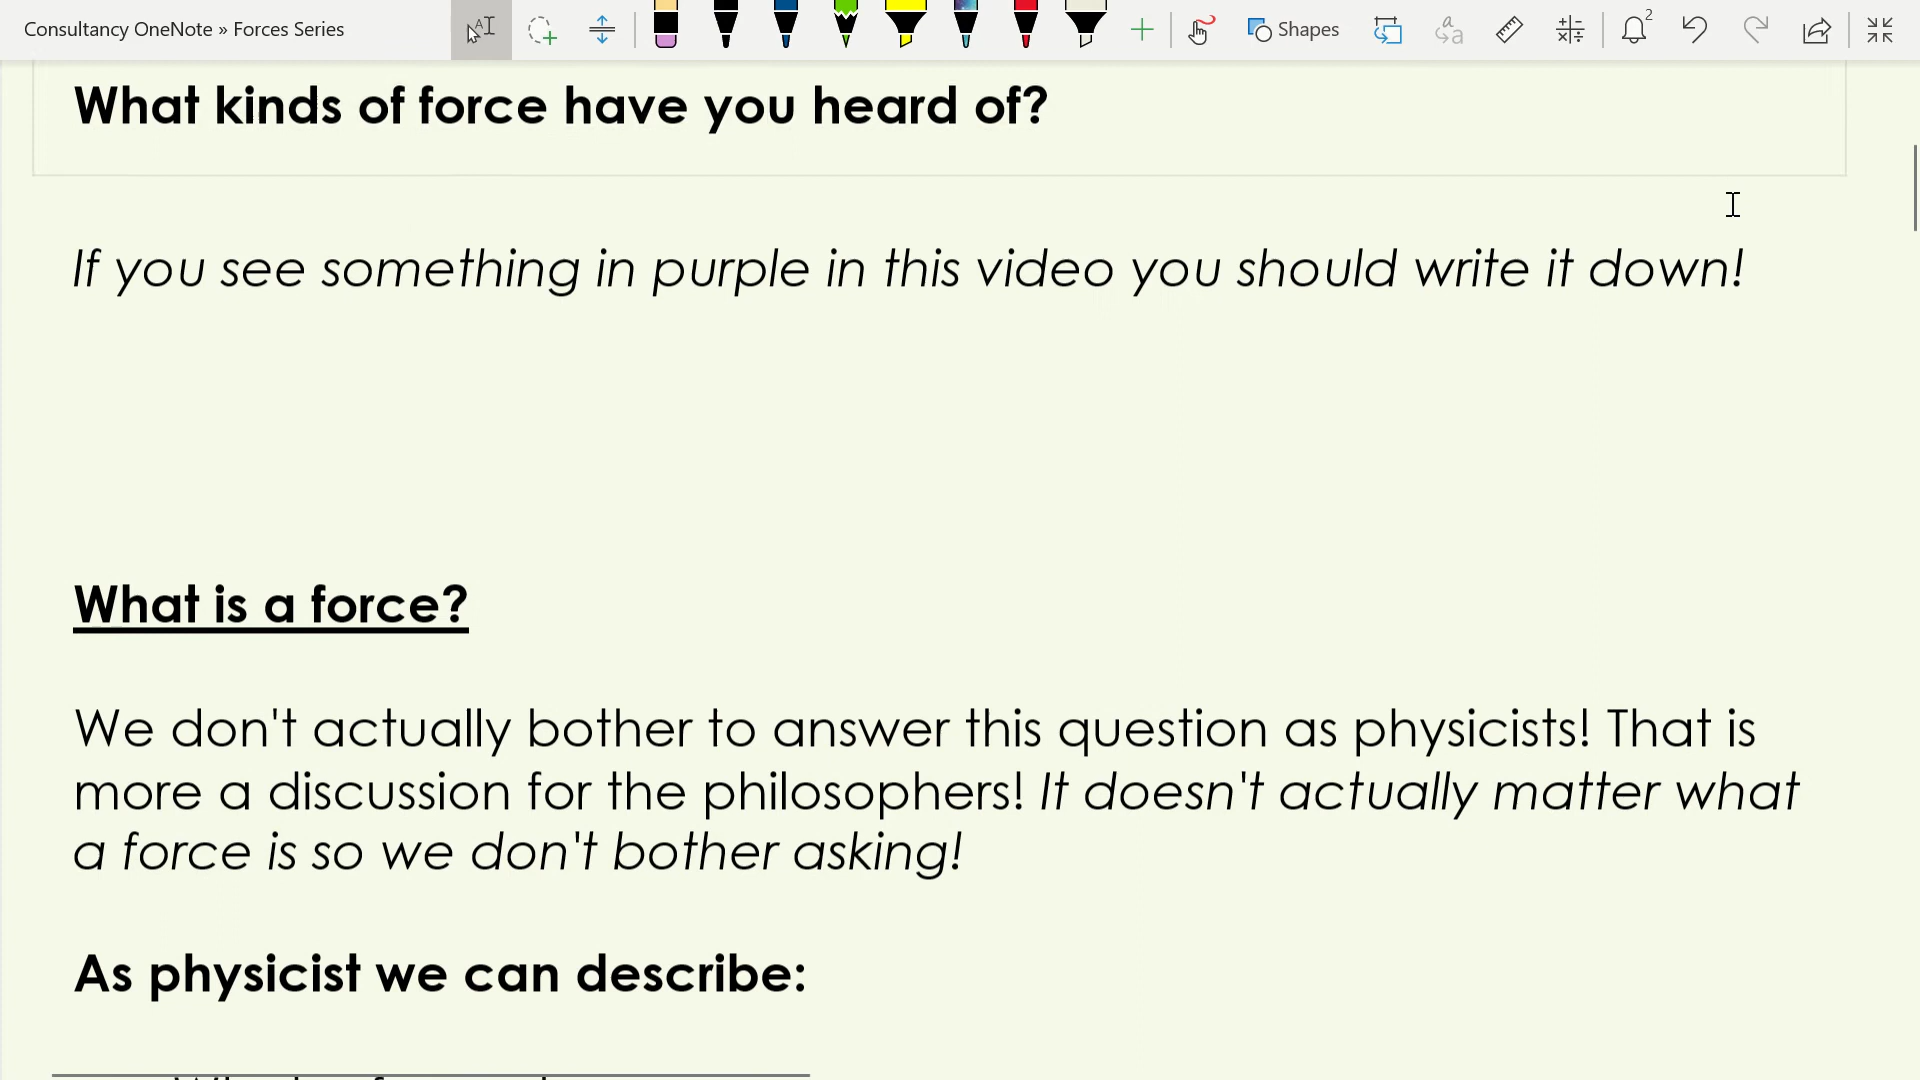 Consultancy OneNote » Forces Series
Shapes
2
What kinds of force have you heard of?
If you see something in purple in this video you should write it down!
What is a force?
We don't actually bother to answer this question as physicists! That is
more a discussion for the philosophers! It doesn't actually matter what
a force is so we don't bother asking!
As physicist we can describe: